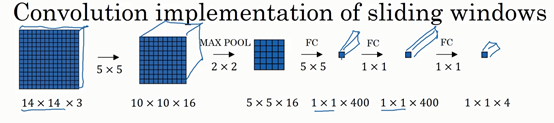 Convolution implementation of sliding windows
MAX POOL FC FC FC
5 × 5 2 × 2 5 × 5 1 × 1 1 × 1
14 × 14 × 3 10 × 10 × 16 5 × 5 × 16 1 × 1 × 400 1 × 1 × 400 1 × 1 × 4